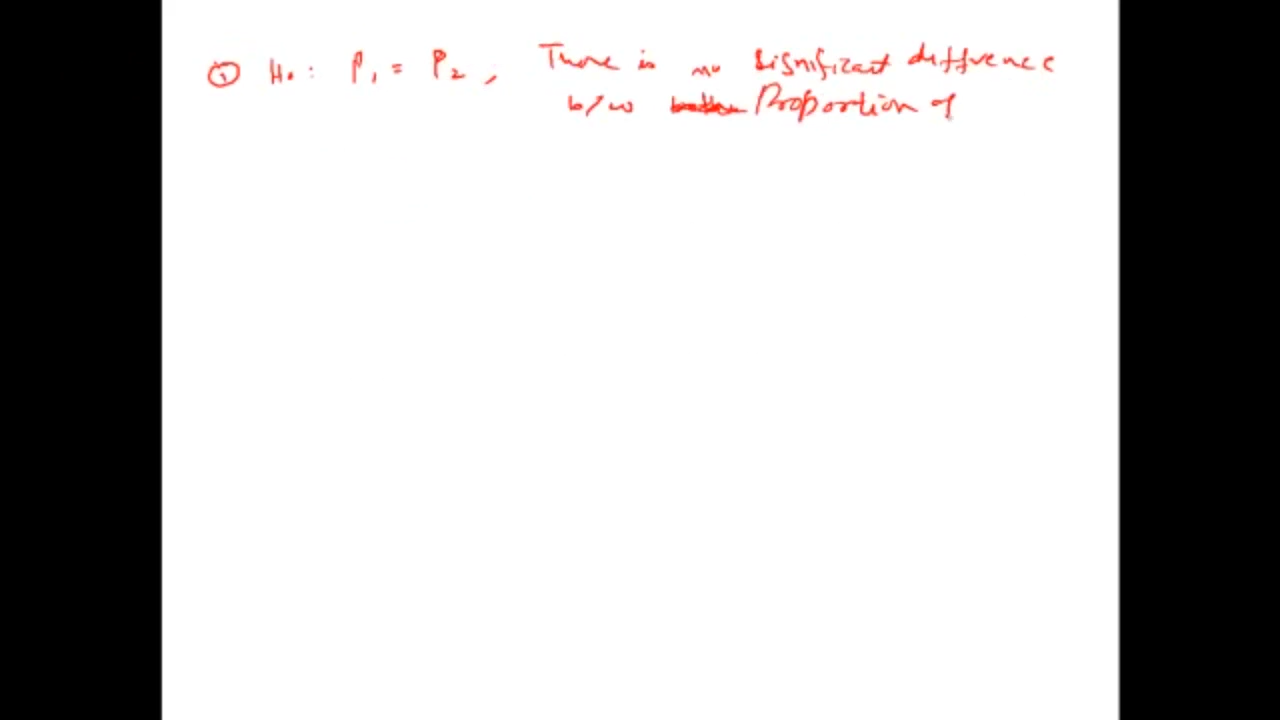 ① H₀ : P₁ = P₂ , There is no significant difference
b/w Proportion of